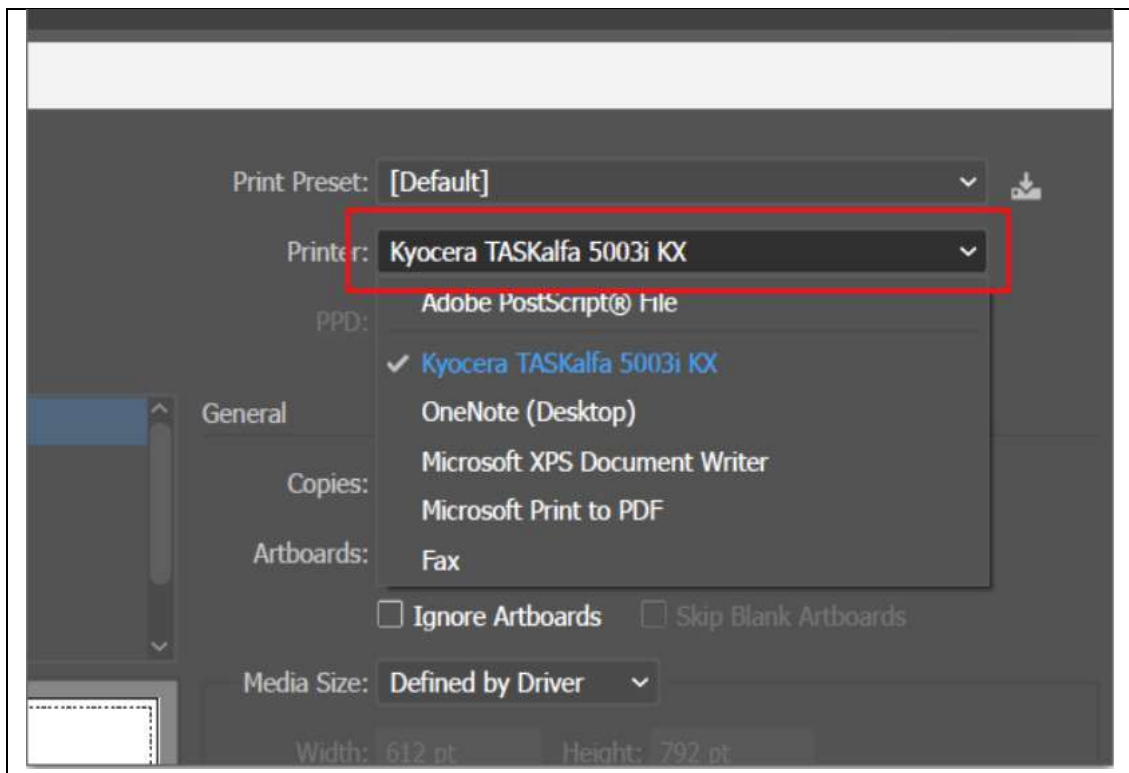 Print Preset: [Default]
Printer: Kyocera TASKalfa 5003i KX
Adobe PostScript® File
PPD:
Kyocera TASKalfa 5003i KX
General
OneNote (Desktop)
Microsoft XPS Document Writer
Copies:
Microsoft Print to PDF
Artboards:
Fax
Ignore Artboards Skip Blank Artboards
Media Size: Defined by Driver
Width: 612 pt Height: 792 pt